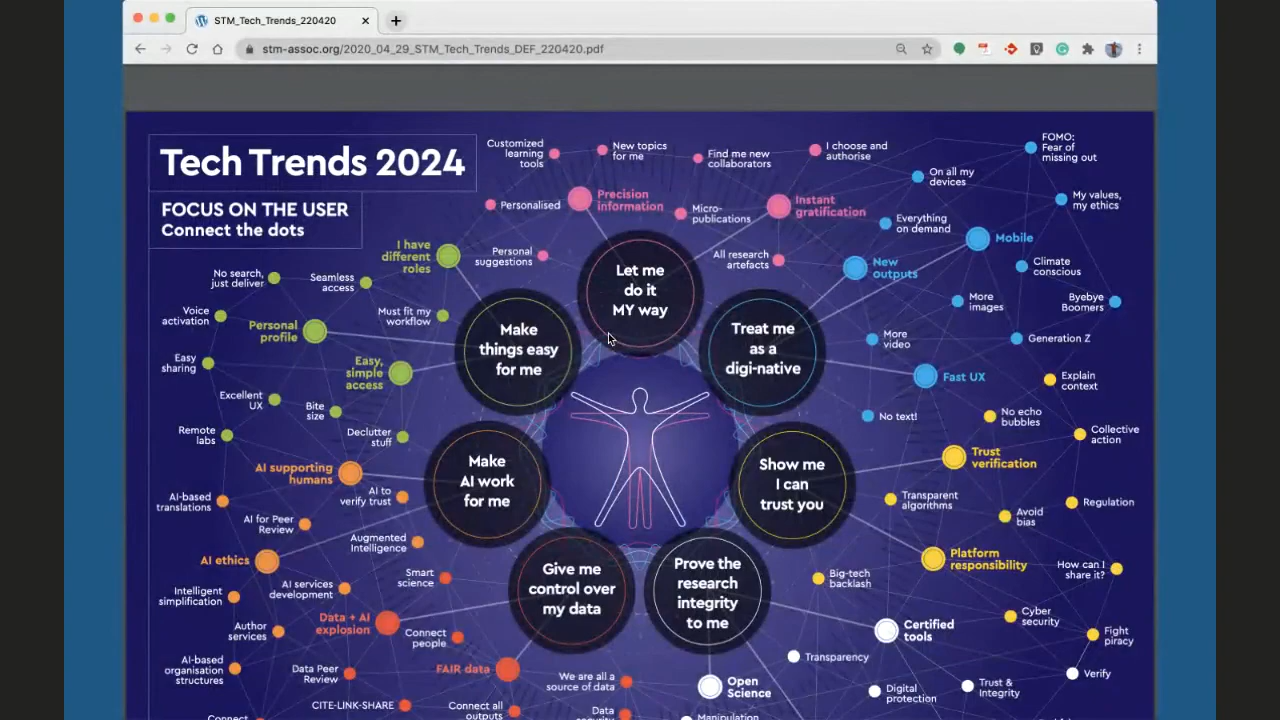 STM_Tech_Trends_220420
stm-assoc.org/2020_04_29_STM_Tech_Trends_DEF_220420.pdf
Tech Trends 2024
FOCUS ON THE USER
Connect the dots
Customized
learning
tools
New topics
for me
Find me new
collaborators
I choose and
authorise
FOMO:
Fear of
missing out
On all my
devices
My values,
my ethics
Personalised
Precision
information
Micro-
publications
Instant
gratification
Everything
on demand
Mobile
I have
different
roles
Personal
suggestions
All research
artefacts
New
outputs
Climate
conscious
No search,
just deliver
Seamless
access
Let me
do it
MY way
More
images
Byebye
Boomers
Voice
activation
Must fit my
workflow
Personal
profile
Make
things easy
for me
Treat me
as a
digi-native
More
video
Generation Z
Easy
sharing
Easy,
simple
access
Fast UX
Explain
context
Excellent
UX
Bite
size
No text!
No echo
bubbles
Remote
labs
Declutter
stuff
Collective
action
AI supporting
humans
Make
AI work
for me
Show me
I can
trust you
Trust
verification
AI-based
translations
AI to
verify trust
Transparent
algorithms
Regulation
AI for Peer
Review
Avoid
bias
Augmented
Intelligence
AI ethics
Platform
responsibility
How can I
share it?
Smart
science
Give me
control over
my data
Prove the
research
integrity
to me
Big-tech
backlash
Intelligent
simplification
AI services
development
Cyber
security
Author
services
Data + AI
explosion
Connect
people
Certified
tools
Fight
piracy
AI-based
organisation
structures
Data Peer
Review
FAIR data
We are all a
source of data
Open
Science
Transparency
Verify
Digital
protection
Trust &
Integrity
CITE-LINK-SHARE
Connect all
outputs
Data
security
Manipulation
Connect